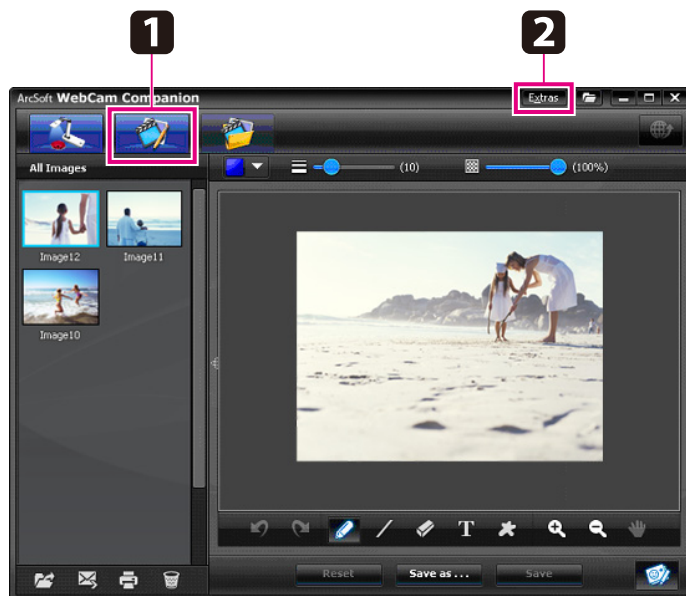 1
2
ArcSoft WebCam Companion
Extras
All Images
(10)
(100%)
Image12
Image11
Image10
T
Reset
Save as ...
Save